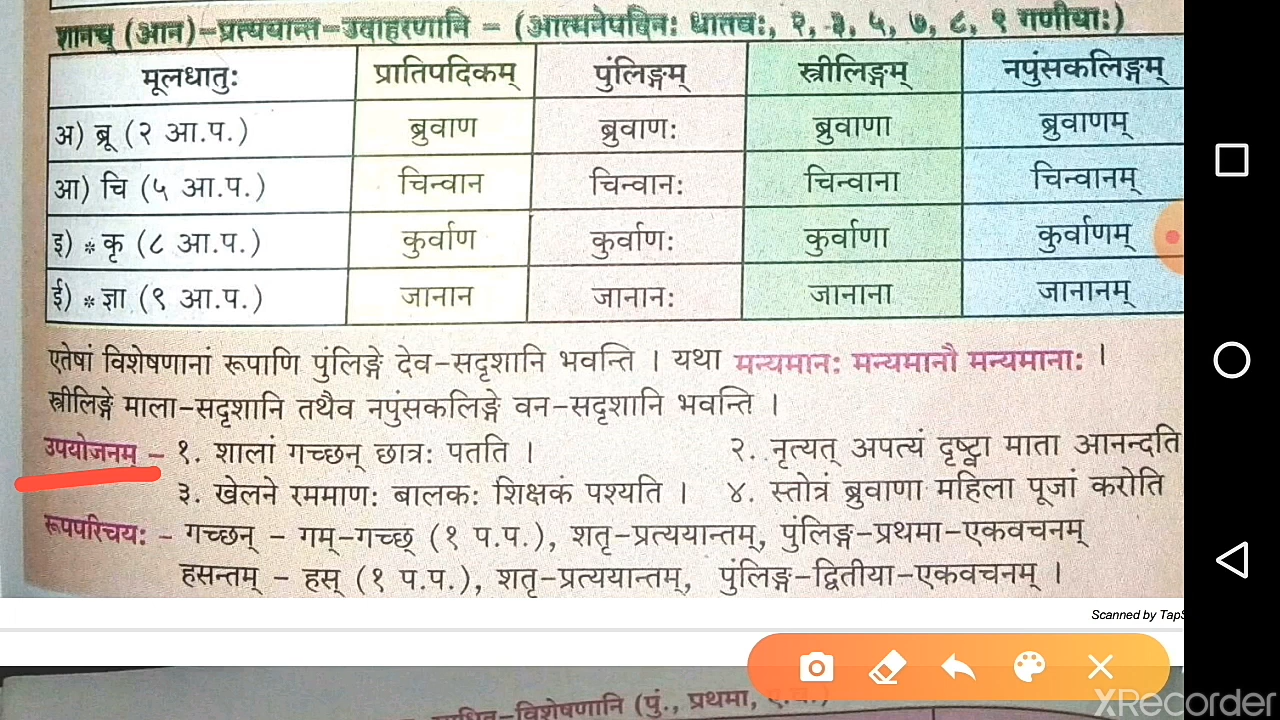 शानच् (आन)-प्रत्ययान्त-उदाहरणानि - (आत्मनेपदिनः धातवः, २, ३, ५, ७, ८, ९ गणीयाः)
मूलधातुः प्रातिपदिकम् पुंलिङ्गम् स्त्रीलिङ्गम् नपुंसकलिङ्गम्
अ) ब्रू (२ आ.प.) ब्रुवाण ब्रुवाणः ब्रुवाणा ब्रुवाणम्
आ) चि (५ आ.प.) चिन्वान चिन्वानः चिन्वाना चिन्वानम्
इ) * कृ (८ आ.प.) कुर्वाण कुर्वाणः कुर्वाणा कुर्वाणम्
ई) * ज्ञा (९ आ.प.) जानान जानानः जानाना जानानम्
एतेषां विशेषणानां रूपाणि पुंलिङ्गे देव-सदृशानि भवन्ति । यथा मन्यमानः मन्यमानौ मन्यमानाः ।
स्त्रीलिङ्गे माला-सदृशानि तथैव नपुंसकलिङ्गे वन-सदृशानि भवन्ति ।
उपयोजनम् - १. शालां गच्छन् छात्रः पतति । २. नृत्यत् अपत्यं दृष्ट्वा माता आनन्दति
३. खेलने रममाणः बालकः शिक्षकं पश्यति । ४. स्तोत्रं ब्रुवाणा महिला पूजां करोति
रूपपरिचयः - गच्छन् - गम्-गच्छ् (१ प.प.), शतृ-प्रत्ययान्तम्, पुंलिङ्ग-प्रथमा-एकवचनम्
हसन्तम् - हस् (१ प.प.), शतृ-प्रत्ययान्तम्, पुंलिङ्ग-द्वितीया-एकवचनम् ।
Scanned by TapS
विशेषणानि (पुं., प्रथमा, ए.व.)
XRecorder